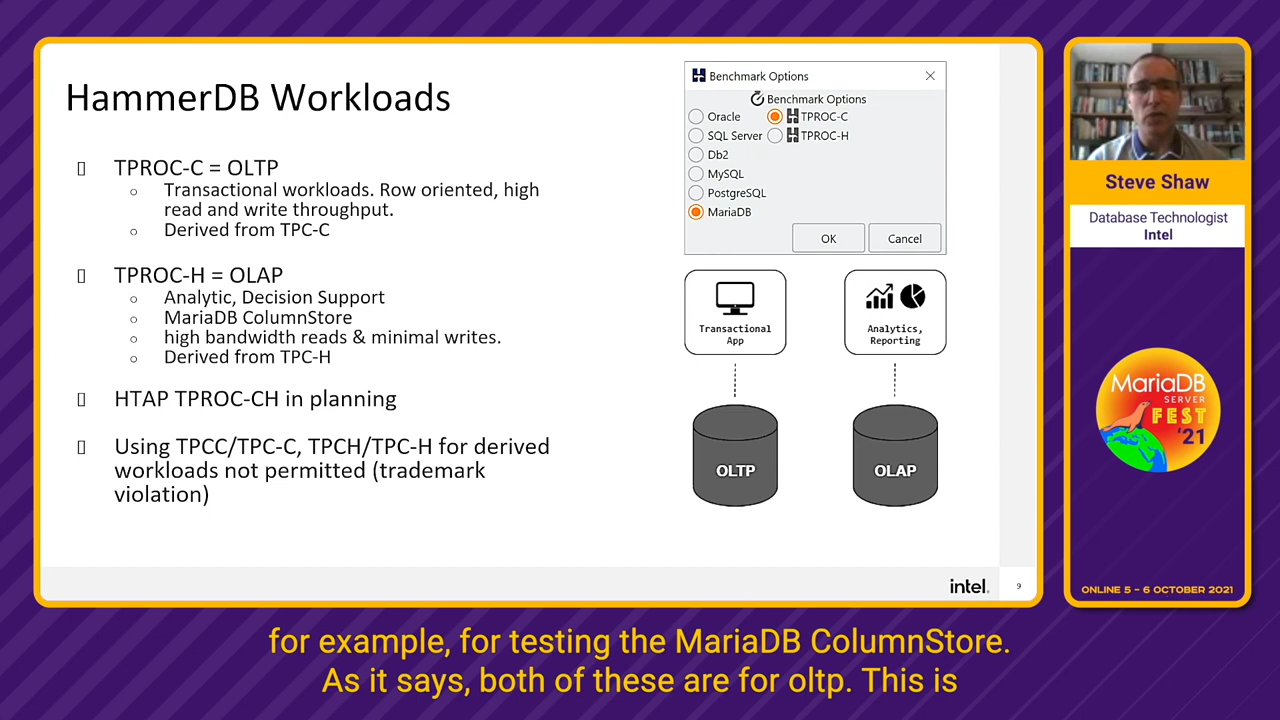 HammerDB Workloads
TPROC-C = OLTP
Transactional workloads. Row oriented, high
read and write throughput.
Derived from TPC-C
TPROC-H = OLAP
Analytic, Decision Support
MariaDB ColumnStore
high bandwidth reads & minimal writes.
Derived from TPC-H
HTAP TPROC-CH in planning
Using TPCC/TPC-C, TPCH/TPC-H for derived
workloads not permitted (trademark
violation)
Benchmark Options
Benchmark Options
Oracle TPROC-C
SQL Server TPROC-H
Db2
MySQL
PostgreSQL
MariaDB
OK Cancel
Transactional
App
Analytics,
Reporting
OLTP
OLAP
intel.
9
Steve Shaw
Database Technologist
Intel
MariaDB
SERVER
FEST
'21
ONLINE 5 - 6 OCTOBER 2021
for example, for testing the MariaDB ColumnStore.
As it says, both of these are for oltp. This is